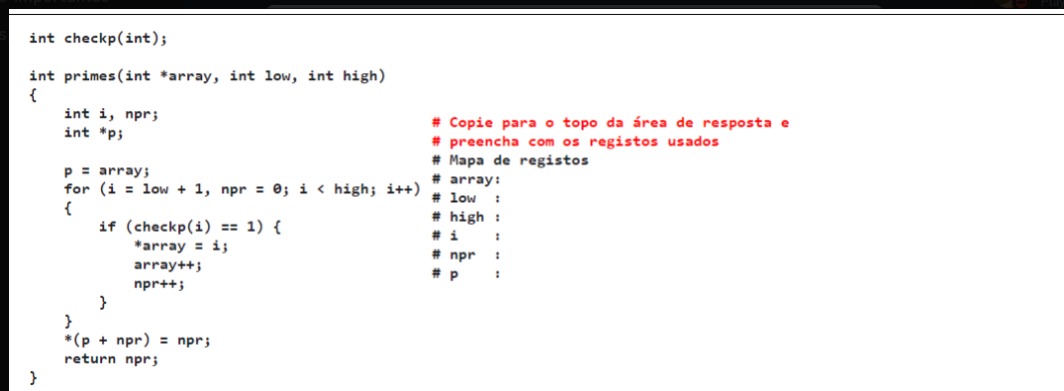 int checkp(int);
int primes(int *array, int low, int high)
{
int i, npr;
int *p;
p = array;
for (i = low + 1, npr = 0; i < high; i++)
{
if (checkp(i) == 1) {
*array = i;
array++;
npr++;
}
}
*(p + npr) = npr;
return npr;
}
# Copie para o topo da área de resposta e
# preencha com os registos usados
# Mapa de registos
# array:
# low :
# high :
# i :
# npr :
# p :